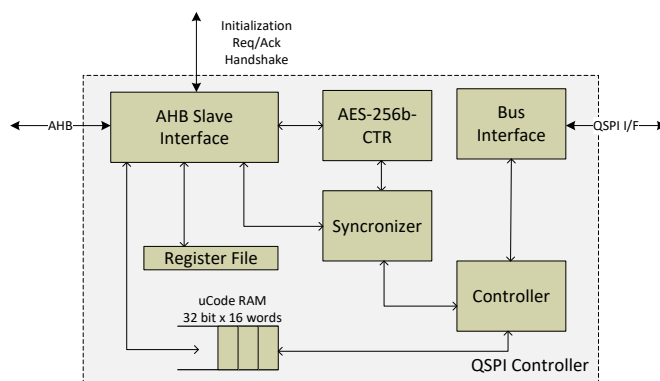 Initialization
Req/Ack
Handshake
AHB
AHB Slave
Interface
AES-256b-
CTR
Bus
Interface
QSPI I/F
Syncronizer
Register File
Controller
uCode RAM
32 bit x 16 words
QSPI Controller